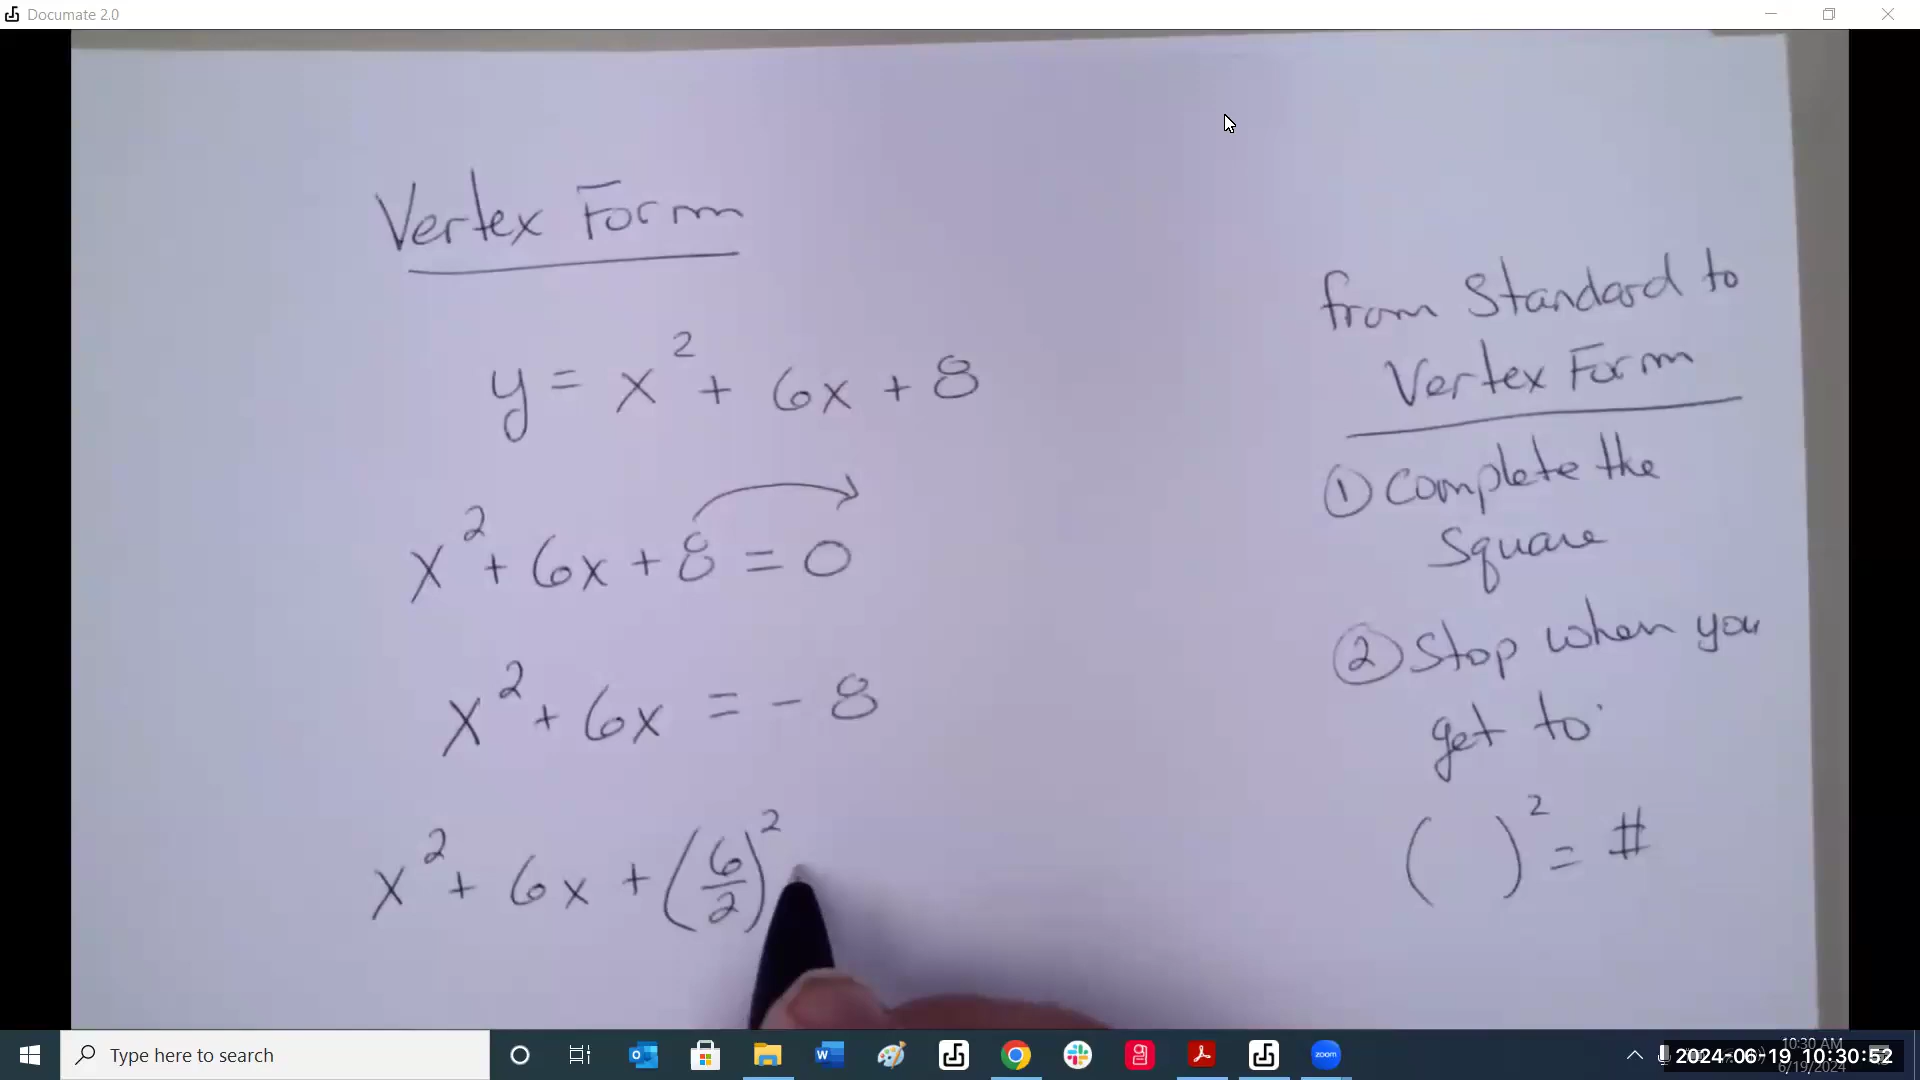 Documate 2.0
Vertex Form
y = x² + 6x + 8
x² + 6x + 8 = 0
x² + 6x = - 8
x² + 6x + (6/2)²
from Standard to
Vertex Form
① Complete the
Square
② Stop when you
get to
( )² = #
Type here to search
zoom
10:30 AM
2024-06-19 10:30:52
6/19/2024